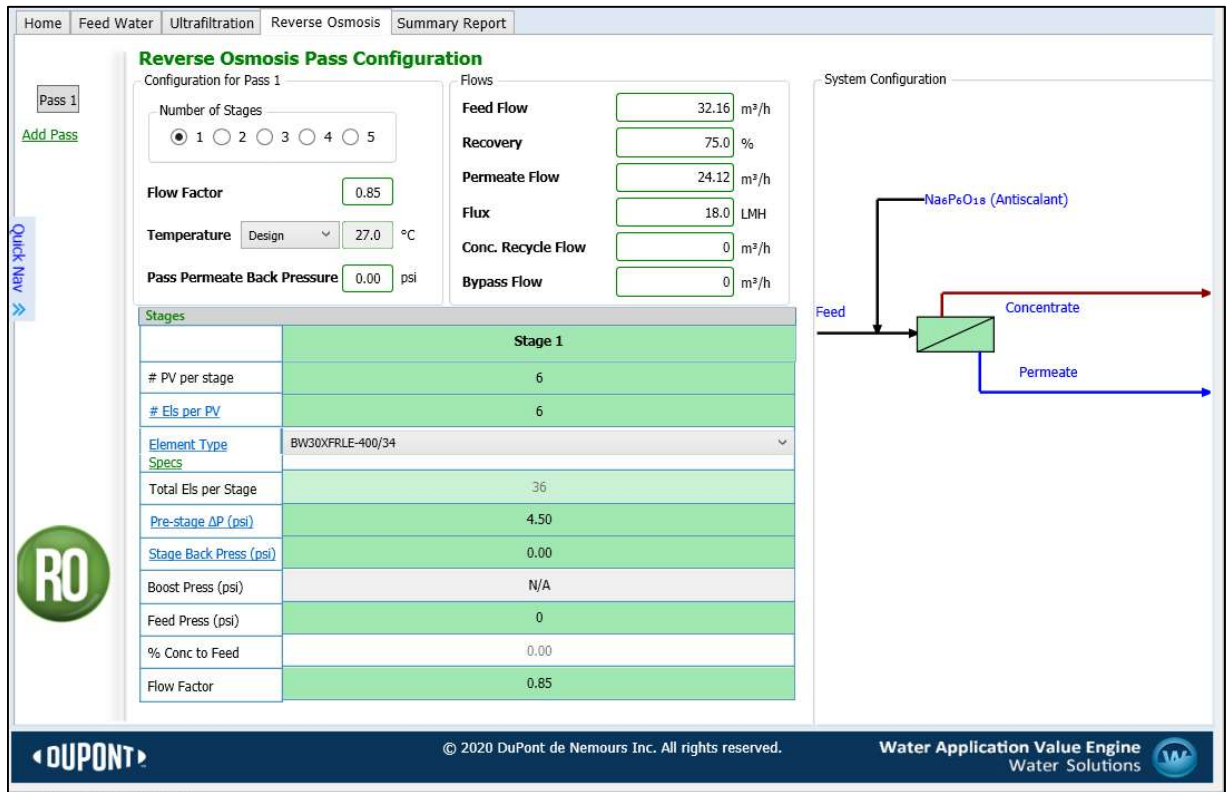 Home Feed Water Ultrafiltration Reverse Osmosis Summary Report
Reverse Osmosis Pass Configuration
Pass 1
Add Pass
Quick Nav »
Configuration for Pass 1
Number of Stages
1 2 3 4 5
Flow Factor 0.85
Temperature Design 27.0 °C
Pass Permeate Back Pressure 0.00 psi
Flows
Feed Flow 32.16 m³/h
Recovery 75.0 %
Permeate Flow 24.12 m³/h
Flux 18.0 LMH
Conc. Recycle Flow 0 m³/h
Bypass Flow 0 m³/h
System Configuration
Na₆P₆O₁₈ (Antiscalant)
Feed
Concentrate
Permeate
Stages
Stage 1
# PV per stage 6
# Els per PV 6
Element Type BW30XFRLE-400/34
Specs
Total Els per Stage 36
Pre-stage ΔP (psi) 4.50
Stage Back Press (psi) 0.00
Boost Press (psi) N/A
Feed Press (psi) 0
% Conc to Feed 0.00
Flow Factor 0.85
RO
DUPONT
© 2020 DuPont de Nemours Inc. All rights reserved.
Water Application Value Engine
Water Solutions
W